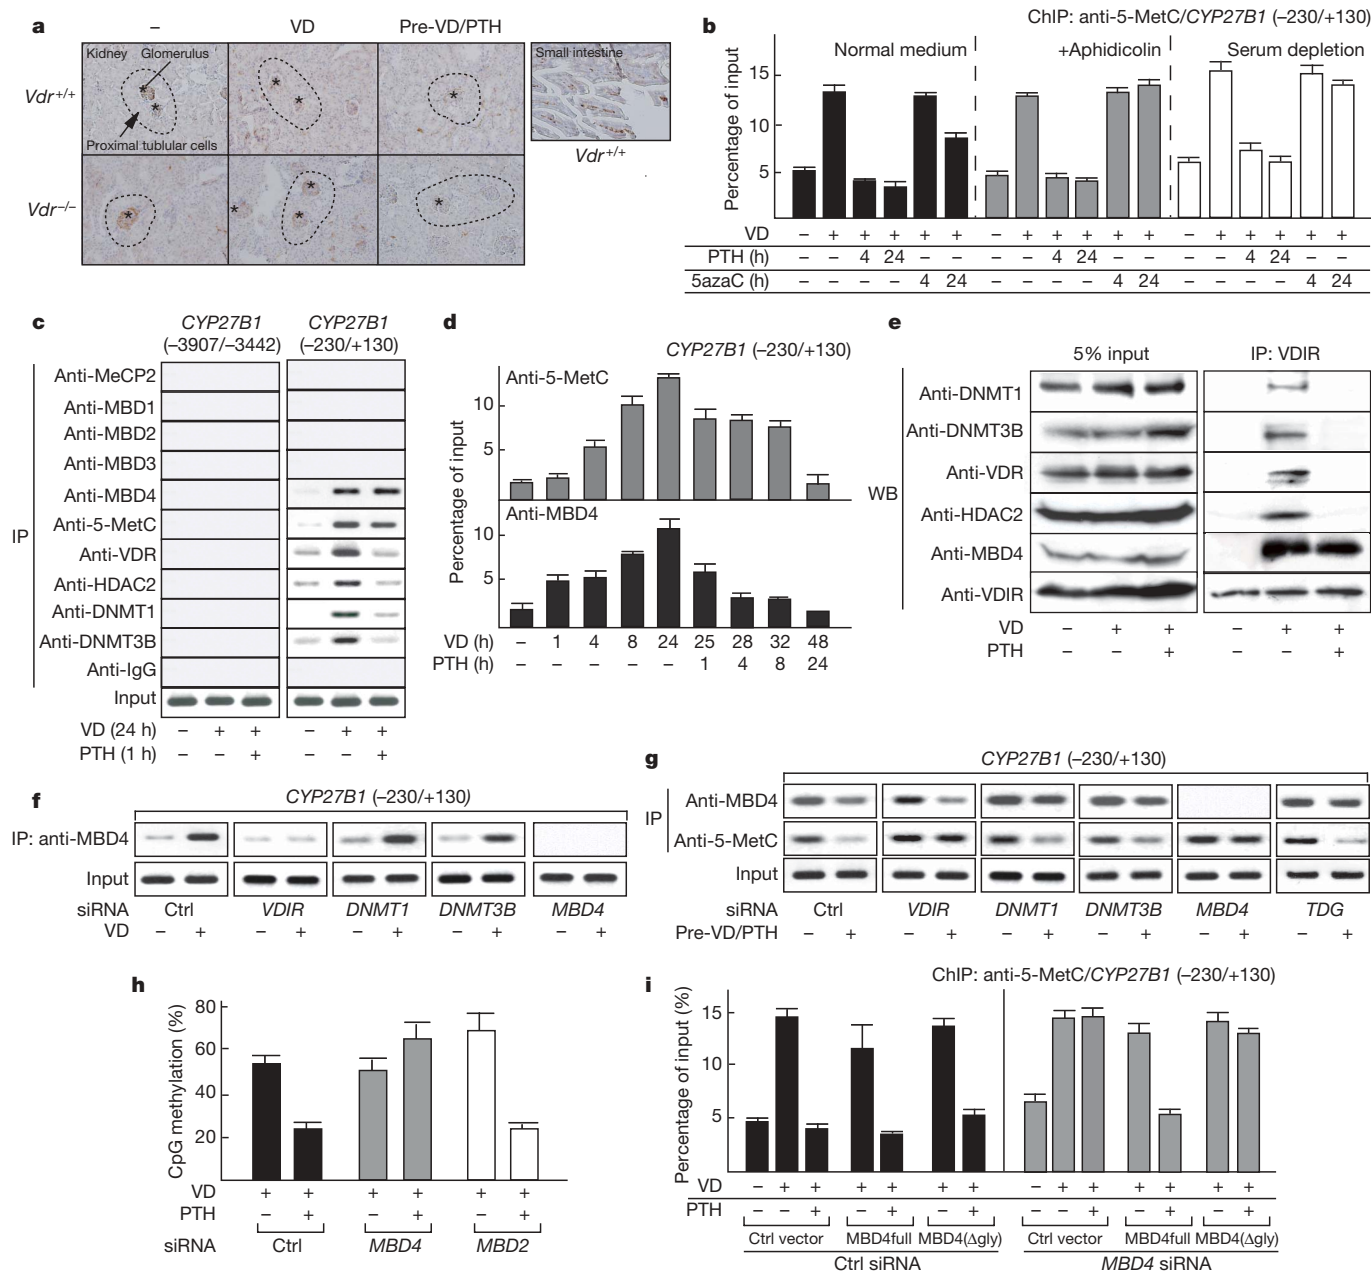 a
– VD Pre-VD/PTH
Kidney Glomerulus
Small intestine
Vdr+/+
* * * * *
Proximal tublular cells
Vdr+/+
Vdr–/–
* * * * *
b
ChIP: anti-5-MetC/CYP27B1 (–230/+130)
Normal medium +Aphidicolin Serum depletion
Percentage of input
15
10
5
VD – + + + + + – + + + + + – + + + + +
PTH (h) – – 4 24 – – – – 4 24 – – – – 4 24 – –
5azaC (h) – – – – 4 24 – – – – 4 24 – – – – 4 24
c
CYP27B1 CYP27B1
(–3907/–3442) (–230/+130)
IP
Anti-MeCP2
Anti-MBD1
Anti-MBD2
Anti-MBD3
Anti-MBD4
Anti-5-MetC
Anti-VDR
Anti-HDAC2
Anti-DNMT1
Anti-DNMT3B
Anti-IgG
Input
VD (24 h) – + + – + +
PTH (1 h) – – + – – +
d
CYP27B1 (–230/+130)
Percentage of input
Anti-5-MetC
10
5
Anti-MBD4
10
5
VD (h) – 1 4 8 24 25 28 32 48
PTH (h) – – – – – 1 4 8 24
e
5% input IP: VDIR
WB
Anti-DNMT1
Anti-DNMT3B
Anti-VDR
Anti-HDAC2
Anti-MBD4
Anti-VDIR
VD – + + – + +
PTH – – + – – +
f
CYP27B1 (–230/+130)
IP: anti-MBD4
Input
siRNA Ctrl VDIR DNMT1 DNMT3B MBD4
VD – + – + – + – + – +
g
CYP27B1 (–230/+130)
IP
Anti-MBD4
Anti-5-MetC
Input
siRNA Ctrl VDIR DNMT1 DNMT3B MBD4 TDG
Pre-VD/PTH – + – + – + – + – + – +
h
CpG methylation (%)
80
60
40
20
VD + + + + + +
PTH – + – + – +
siRNA Ctrl MBD4 MBD2
i
ChIP: anti-5-MetC/CYP27B1 (–230/+130)
Percentage of input (%)
15
10
5
VD – + + + + + + – + + + + + +
PTH – – + – + – + – – + – + – +
Ctrl vector MBD4full MBD4(Δgly) Ctrl vector MBD4full MBD4(Δgly)
Ctrl siRNA MBD4 siRNA